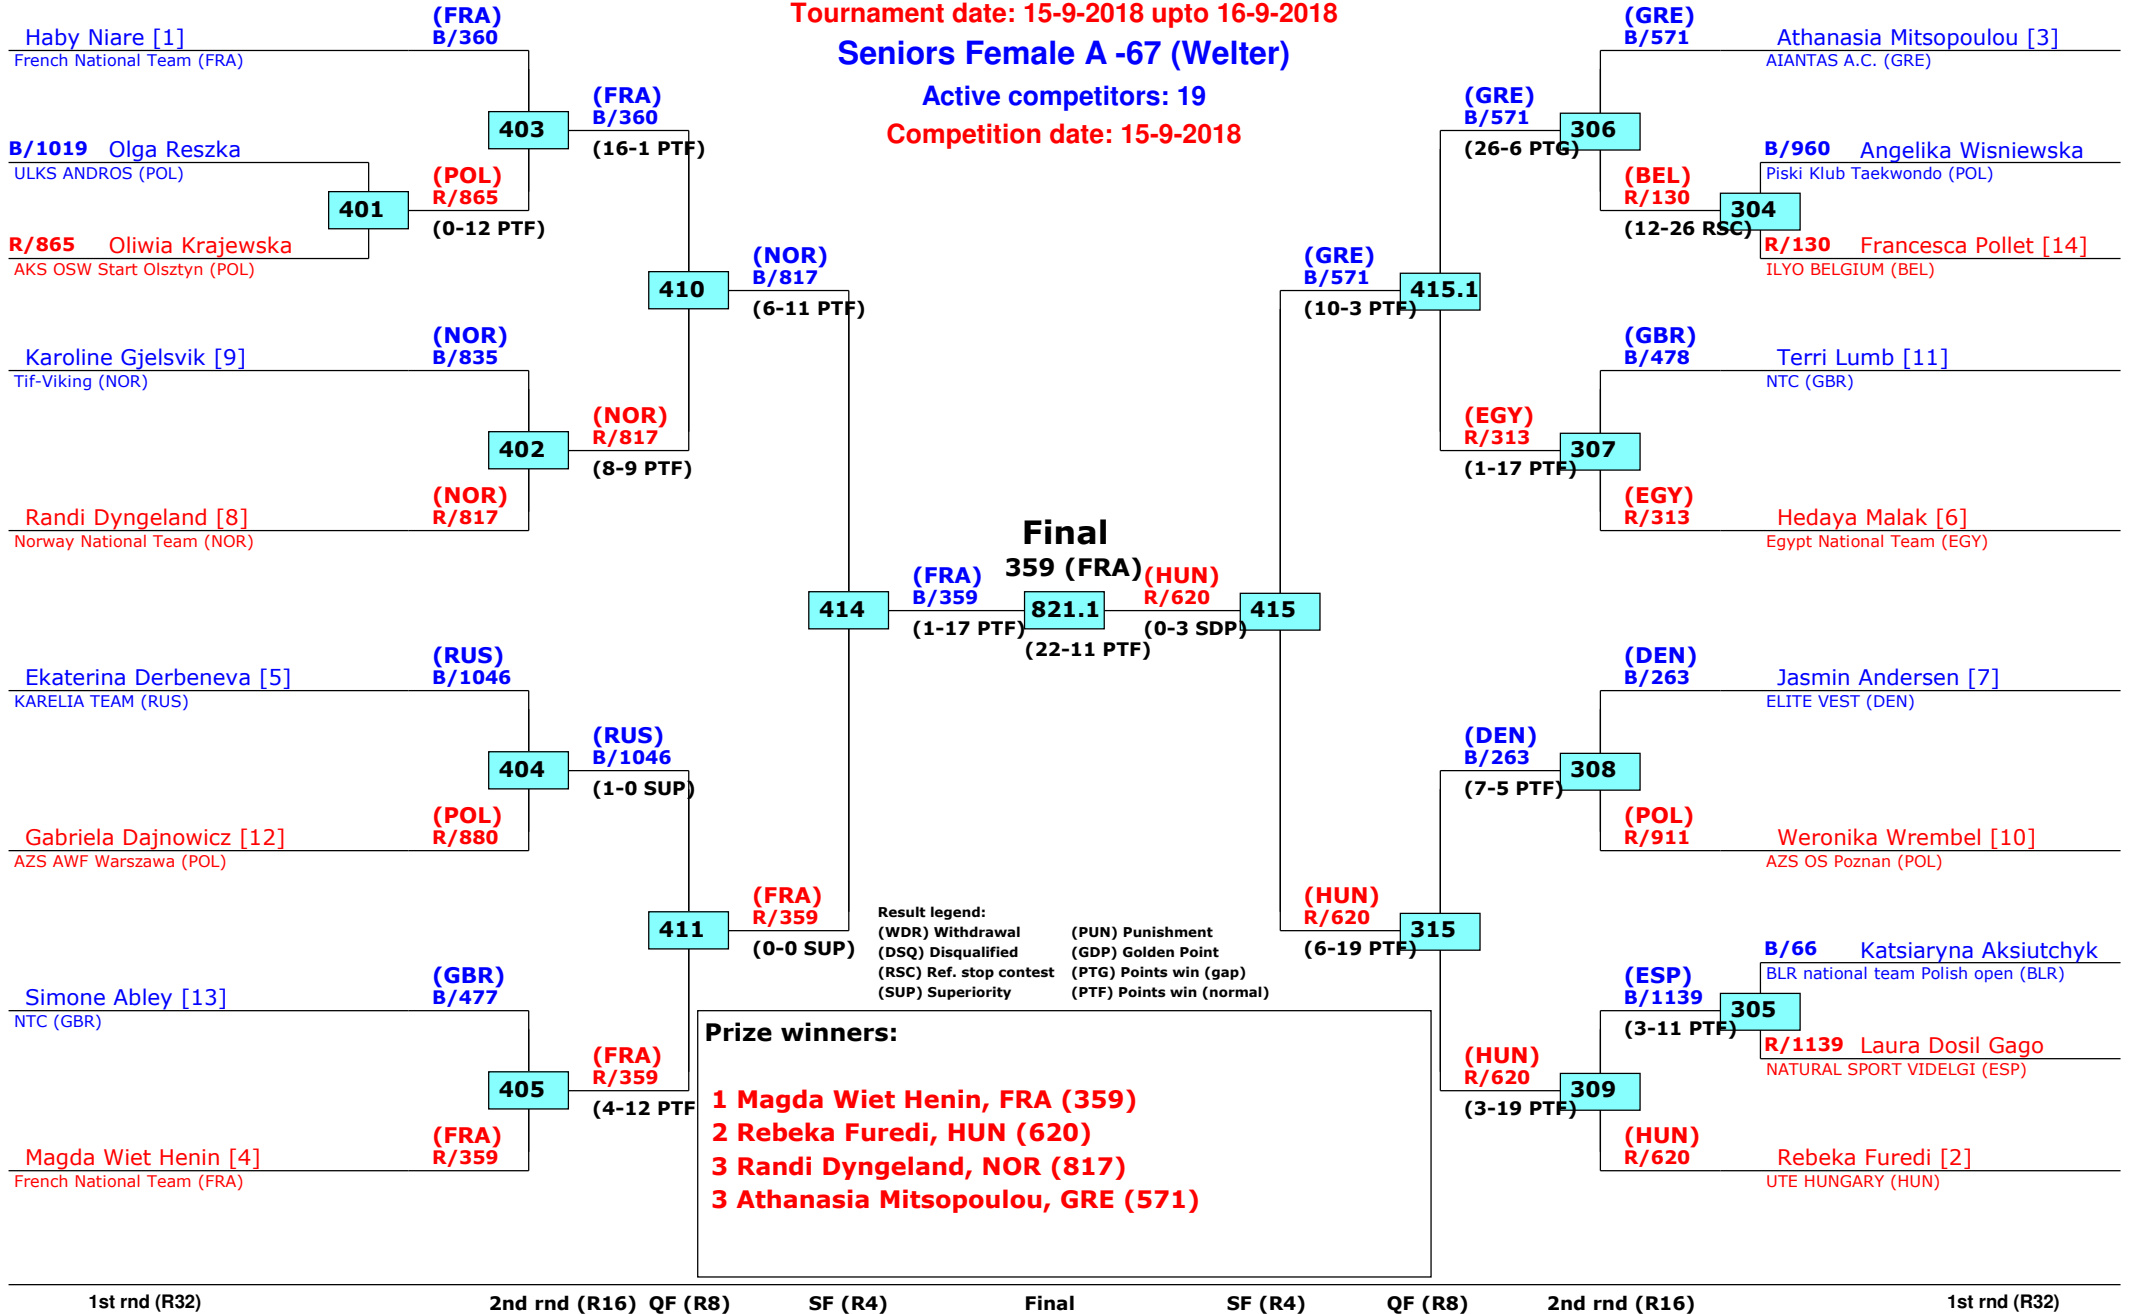 Tournament date: 15-9-2018 upto 16-9-2018
Seniors Female A -67 (Welter)
Active competitors: 19
Competition date: 15-9-2018
(FRA)
Haby Niare [1] B/360
French National Team (FRA)
(FRA)
B/360
403
(16-1 PTF)
B/1019 Olga Reszka
ULKS ANDROS (POL)
(POL)
R/865
401
(0-12 PTF)
R/865 Oliwia Krajewska
AKS OSW Start Olsztyn (POL)
(NOR)
B/817
410
(6-11 PTF)
(NOR)
Karoline Gjelsvik [9] B/835
Tif-Viking (NOR)
(NOR)
R/817
402
(8-9 PTF)
(NOR)
Randi Dyngeland [8] R/817
Norway National Team (NOR)
(FRA)
B/359
414
(1-17 PTF)
(RUS)
Ekaterina Derbeneva [5] B/1046
KARELIA TEAM (RUS)
(RUS)
B/1046
404
(1-0 SUP)
(POL)
Gabriela Dajnowicz [12] R/880
AZS AWF Warszawa (POL)
(FRA)
R/359
411
(0-0 SUP)
(GBR)
Simone Abley [13] B/477
NTC (GBR)
(FRA)
R/359
405
(4-12 PTF
(FRA)
Magda Wiet Henin [4] R/359
French National Team (FRA)
Final
359 (FRA)
821.1
(22-11 PTF)
(HUN)
R/620
415
(0-3 SDP)
(GRE)
B/571 Athanasia Mitsopoulou [3]
AIANTAS A.C. (GRE)
(GRE)
B/571
306
(26-6 PTG)
B/960 Angelika Wisniewska
Piski Klub Taekwondo (POL)
(BEL)
R/130
304
(12-26 RSC)
R/130 Francesca Pollet [14]
ILYO BELGIUM (BEL)
(GRE)
B/571
415.1
(10-3 PTF)
(GBR)
B/478 Terri Lumb [11]
NTC (GBR)
(EGY)
R/313
307
(1-17 PTF)
(EGY)
R/313 Hedaya Malak [6]
Egypt National Team (EGY)
(DEN)
B/263 Jasmin Andersen [7]
ELITE VEST (DEN)
(DEN)
B/263
308
(7-5 PTF)
(POL)
R/911 Weronika Wrembel [10]
AZS OS Poznan (POL)
(HUN)
R/620
315
(6-19 PTF)
B/66 Katsiaryna Aksiutchyk
BLR national team Polish open (BLR)
(ESP)
B/1139
305
(3-11 PTF)
R/1139 Laura Dosil Gago
NATURAL SPORT VIDELGI (ESP)
(HUN)
R/620
309
(3-19 PTF)
(HUN)
R/620 Rebeka Furedi [2]
UTE HUNGARY (HUN)
Result legend:
(WDR) Withdrawal (PUN) Punishment
(DSQ) Disqualified (GDP) Golden Point
(RSC) Ref. stop contest (PTG) Points win (gap)
(SUP) Superiority (PTF) Points win (normal)
Prize winners:
1 Magda Wiet Henin, FRA (359)
2 Rebeka Furedi, HUN (620)
3 Randi Dyngeland, NOR (817)
3 Athanasia Mitsopoulou, GRE (571)
1st rnd (R32) 2nd rnd (R16) QF (R8) SF (R4) Final SF (R4) QF (R8) 2nd rnd (R16) 1st rnd (R32)